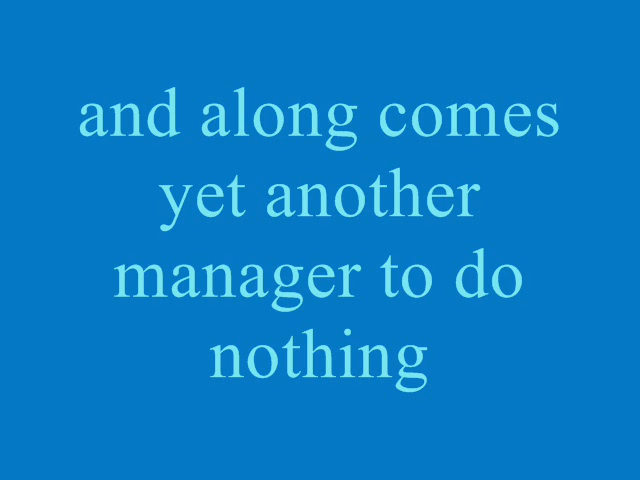 and along comes
yet another
manager to do
nothing